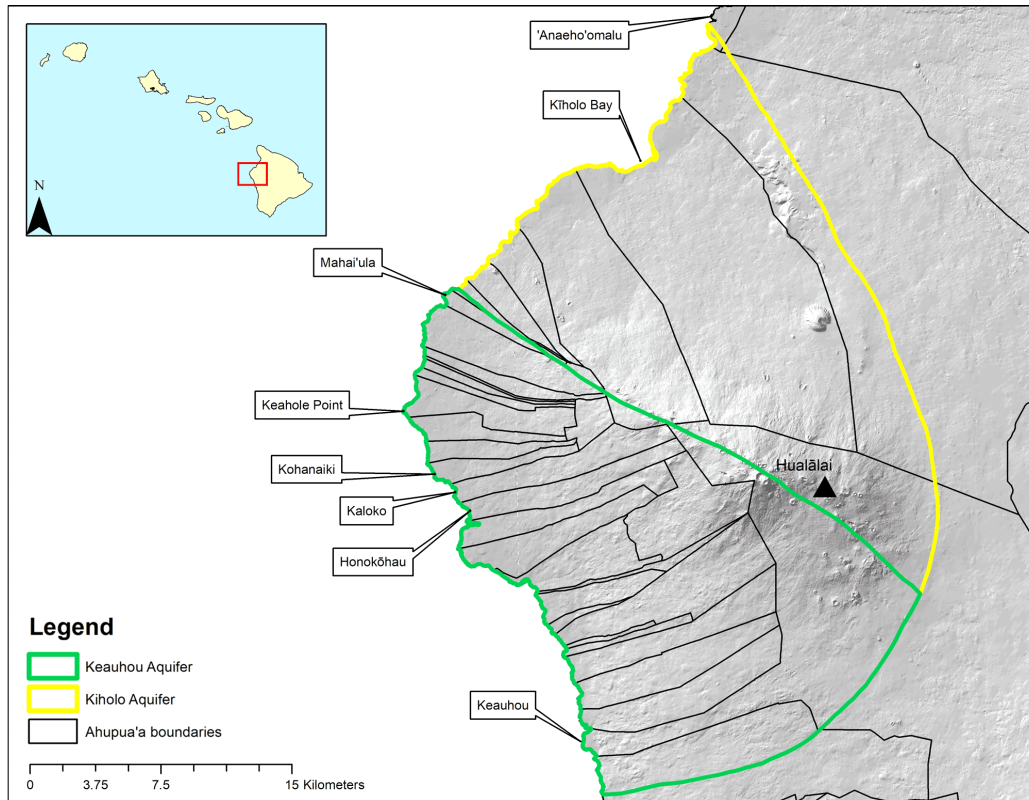 'Anaeho'omalu
Kīholo Bay
N
Mahai'ula
Keahole Point
Kohanaiki
Hualālai
Kaloko
Honokōhau
Legend
Keauhou Aquifer
Kiholo Aquifer
Keauhou
Ahupua'a boundaries
0 3.75 7.5 15 Kilometers